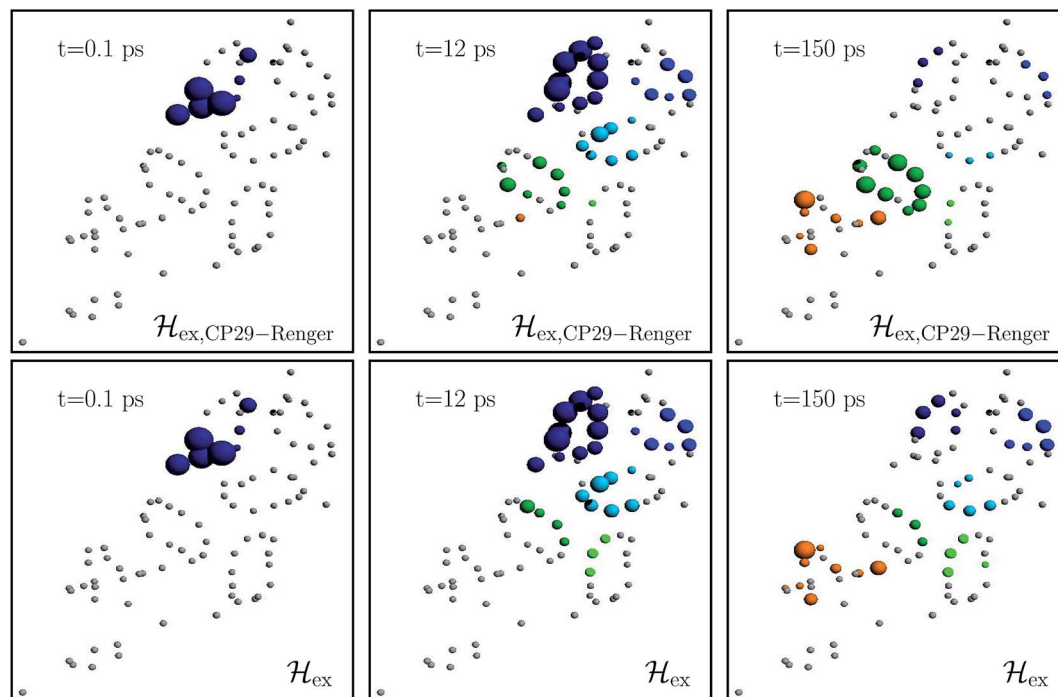 t=0.1 ps
t=12 ps
t=150 ps
ℋex,CP29−Renger
ℋex,CP29−Renger
ℋex,CP29−Renger
t=0.1 ps
t=12 ps
t=150 ps
ℋex
ℋex
ℋex